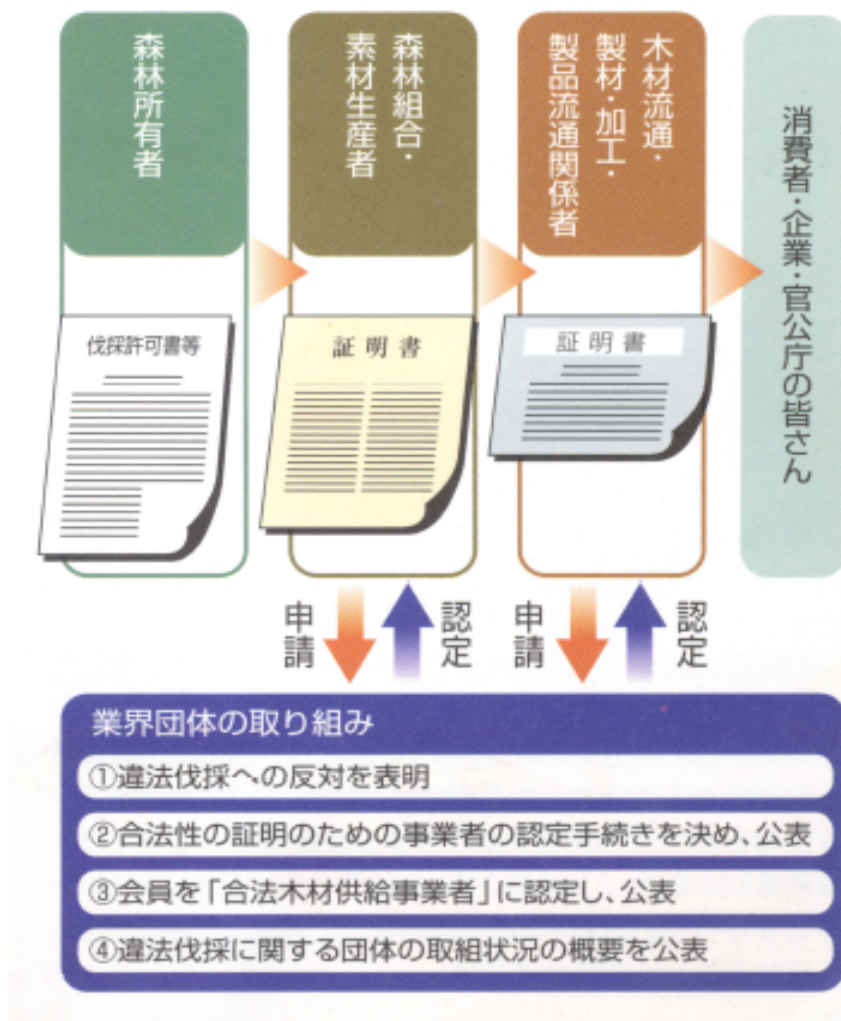 森林所有者
森林組合・
素材生産者
木材流通・
製材・加工・
製品流通関係者
消費者・企業・官公庁の皆さん
伐採許可書等
証明書
証明書
申請
認定
申請
認定
業界団体の取り組み
①違法伐採への反対を表明
②合法性の証明のための事業者の認定手続きを決め、公表
③会員を「合法木材供給事業者」に認定し、公表
④違法伐採に関する団体の取組状況の概要を公表